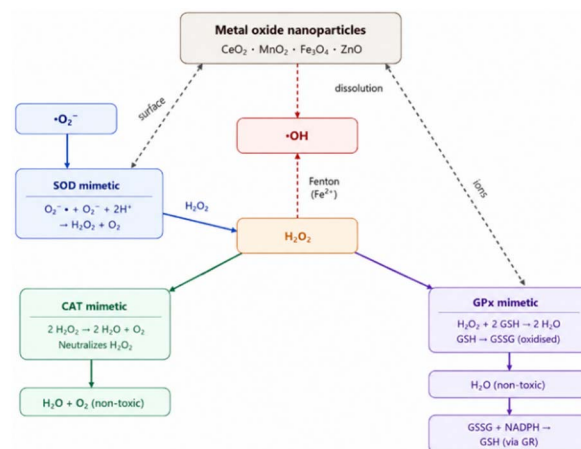 Metal oxide nanoparticles
CeO₂ · MnO₂ · Fe₃O₄ · ZnO
surface
dissolution
•O₂⁻
•OH
SOD mimetic
O₂⁻• + O₂⁻ + 2H⁺
→ H₂O₂ + O₂
H₂O₂
Fenton
(Fe²⁺)
ions
H₂O₂
CAT mimetic
2 H₂O₂ → 2 H₂O + O₂
Neutralizes H₂O₂
GPx mimetic
H₂O₂ + 2 GSH → 2 H₂O
GSH → GSSG (oxidised)
H₂O + O₂ (non-toxic)
H₂O (non-toxic)
GSSG + NADPH →
GSH (via GR)